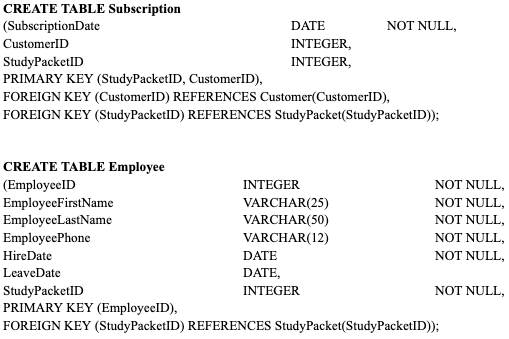 CREATE TABLE Subscription
(SubscriptionDate DATE NOT NULL,
CustomerID INTEGER,
StudyPacketID INTEGER,
PRIMARY KEY (StudyPacketID, CustomerID),
FOREIGN KEY (CustomerID) REFERENCES Customer(CustomerID),
FOREIGN KEY (StudyPacketID) REFERENCES StudyPacket(StudyPacketID));
CREATE TABLE Employee
(EmployeeID INTEGER NOT NULL,
EmployeeFirstName VARCHAR(25) NOT NULL,
EmployeeLastName VARCHAR(50) NOT NULL,
EmployeePhone VARCHAR(12) NOT NULL,
HireDate DATE NOT NULL,
LeaveDate DATE,
StudyPacketID INTEGER NOT NULL,
PRIMARY KEY (EmployeeID),
FOREIGN KEY (StudyPacketID) REFERENCES StudyPacket(StudyPacketID));